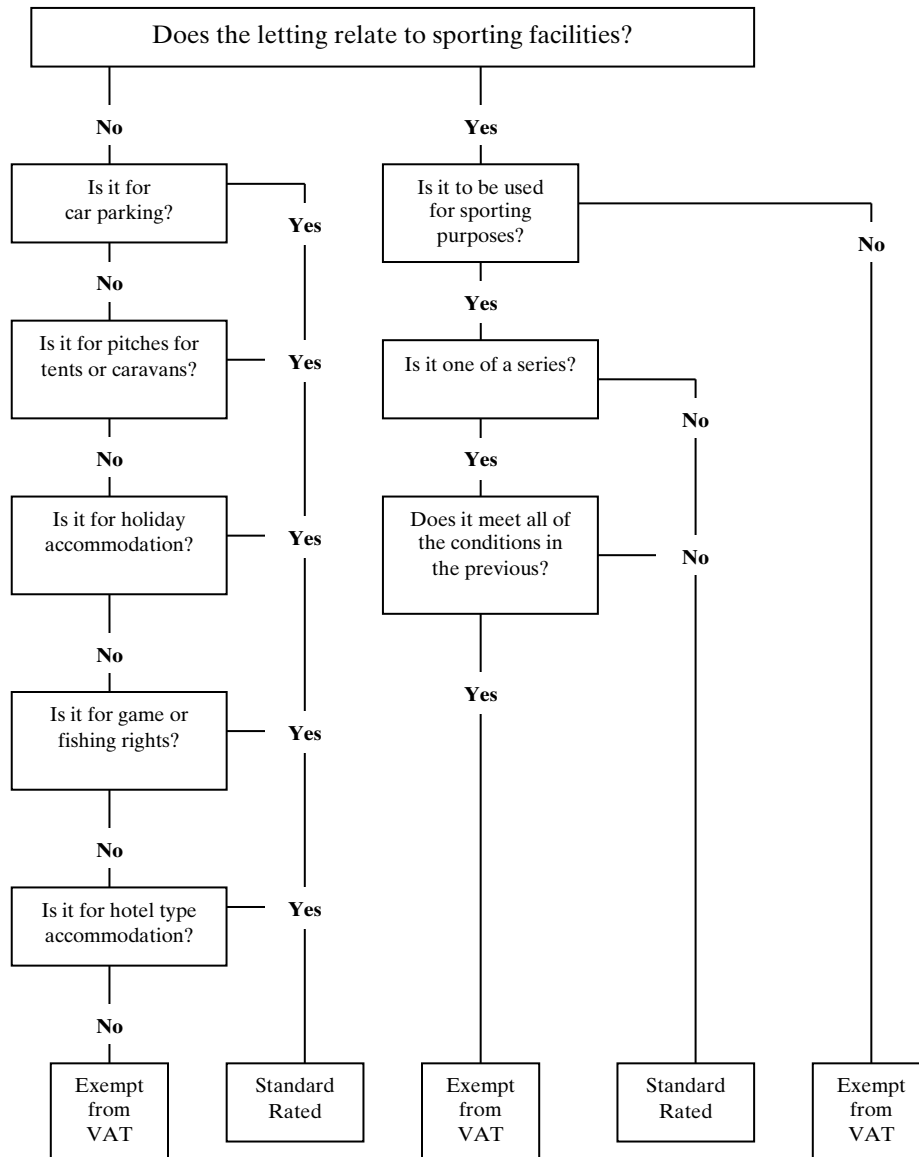 Does the letting relate to sporting facilities?
No
Yes
Is it for
car parking?
Yes
Is it to be used
for sporting
purposes?
No
No
Yes
Is it for pitches for
tents or caravans?
Yes
Is it one of a series?
No
No
Yes
Is it for holiday
accommodation?
Yes
Does it meet all of
the conditions in
the previous?
No
No
Yes
Is it for game or
fishing rights?
Yes
No
Is it for hotel type
accommodation?
Yes
No
Exempt
from
VAT
Standard
Rated
Exempt
from
VAT
Standard
Rated
Exempt
from
VAT